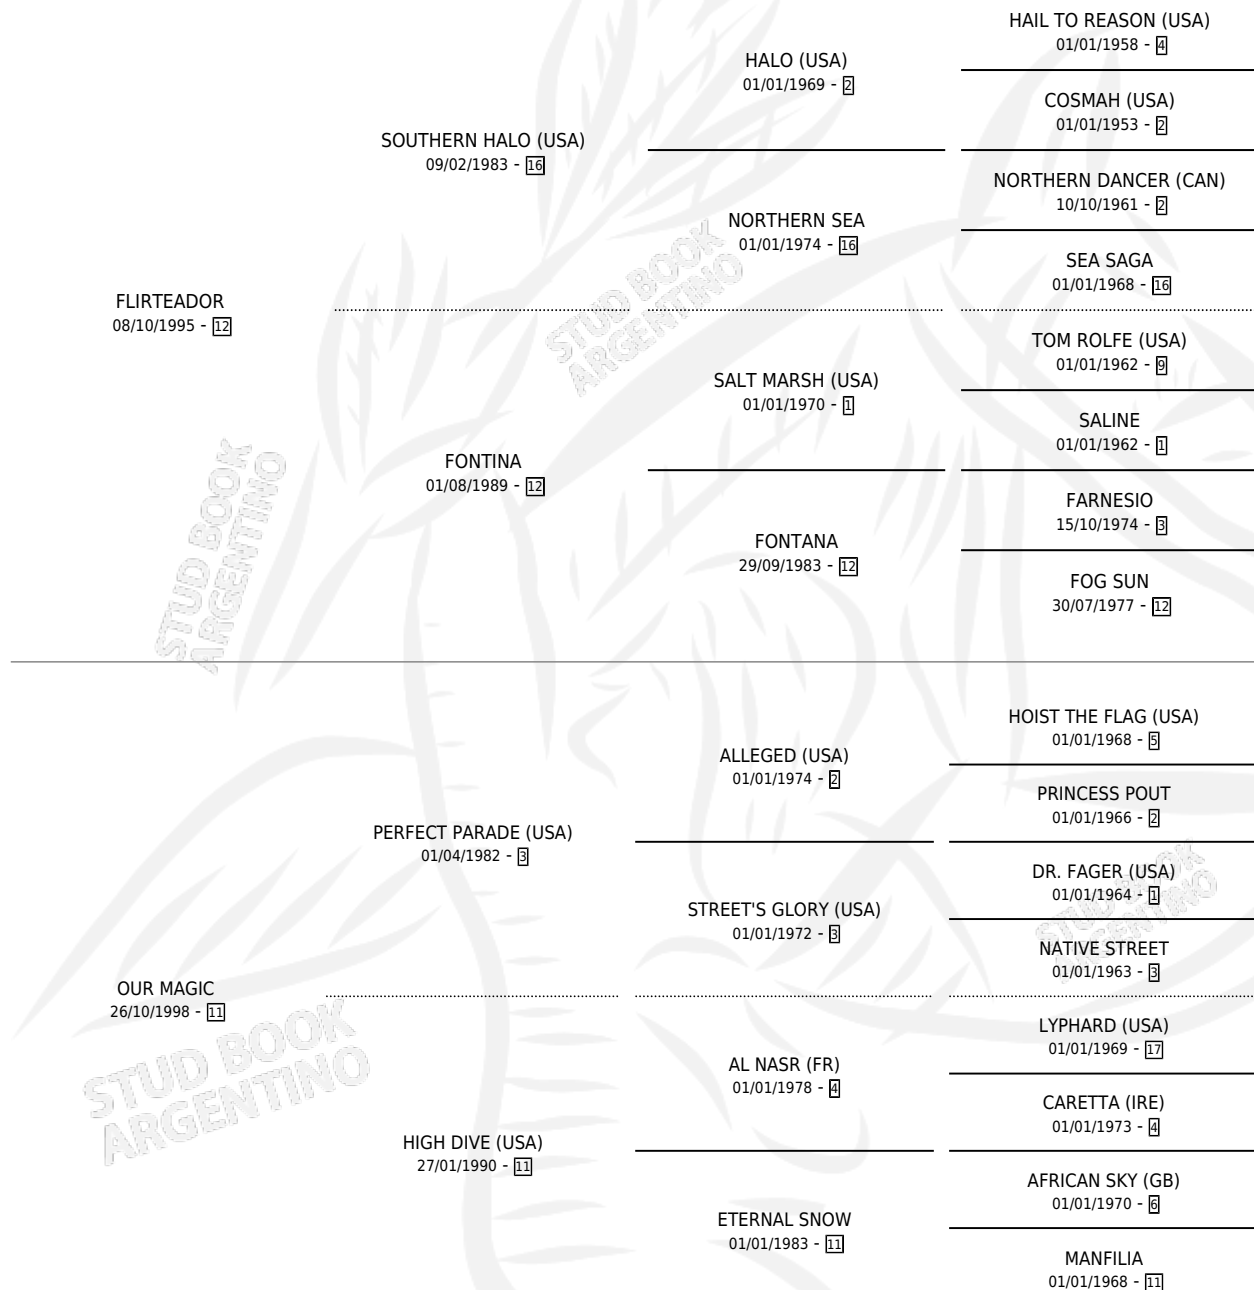 HAIL TO REASON (USA)
01/01/1958 - 4
HALO (USA)
01/01/1969 - 2
COSMAH (USA)
01/01/1953 - 2
SOUTHERN HALO (USA)
09/02/1983 - 16
NORTHERN DANCER (CAN)
10/10/1961 - 2
NORTHERN SEA
01/01/1974 - 16
SEA SAGA
01/01/1968 - 16
FLIRTEADOR
08/10/1995 - 12
STUD BOOK
ARGENTINO
TOM ROLFE (USA)
01/01/1962 - 9
SALT MARSH (USA)
01/01/1970 - 1
SALINE
01/01/1962 - 1
FONTINA
01/08/1989 - 12
FARNESIO
15/10/1974 - 3
FONTANA
29/09/1983 - 12
FOG SUN
30/07/1977 - 12
STUD BOOK
ARGENTINO
HOIST THE FLAG (USA)
01/01/1968 - 5
ALLEGED (USA)
01/01/1974 - 2
PRINCESS POUT
01/01/1966 - 2
PERFECT PARADE (USA)
01/04/1982 - 3
DR. FAGER (USA)
01/01/1964 - 1
STREET'S GLORY (USA)
01/01/1972 - 3
NATIVE STREET
01/01/1963 - 3
STUD BOOK
ARGENTINO
OUR MAGIC
26/10/1998 - 11
STUD BOOK
ARGENTINO
LYPHARD (USA)
01/01/1969 - 17
AL NASR (FR)
01/01/1978 - 4
CARETTA (IRE)
01/01/1973 - 4
HIGH DIVE (USA)
27/01/1990 - 11
AFRICAN SKY (GB)
01/01/1970 - 6
ETERNAL SNOW
01/01/1983 - 11
MANFILIA
01/01/1968 - 11